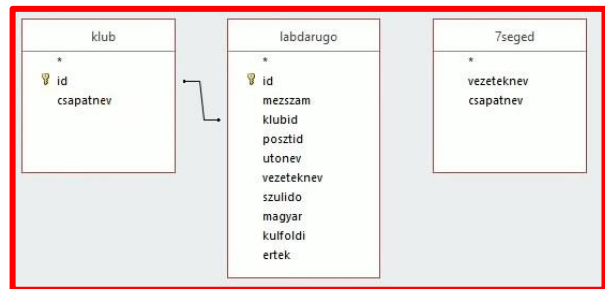 klub
*
id
csapatnev
labdarugo
*
id
mezszam
klubid
posztid
utonev
vezeteknev
szulido
magyar
kulfoldi
ertek
7seged
*
vezeteknev
csapatnev